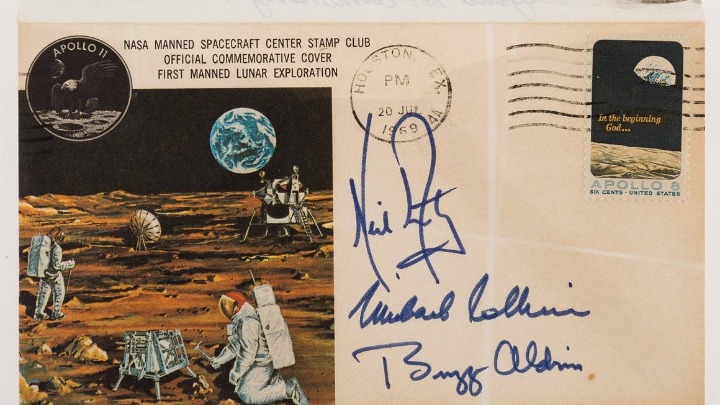 APOLLO 11
NASA MANNED SPACECRAFT CENTER STAMP CLUB
OFFICIAL COMMEMORATIVE COVER
FIRST MANNED LUNAR EXPLORATION
HOUSTON, TEX.
PM
20 JUL
1969
In the beginning
God...
APOLLO 8
SIX CENTS · UNITED STATES
Neil
Michael Collins
Buzz Aldrin